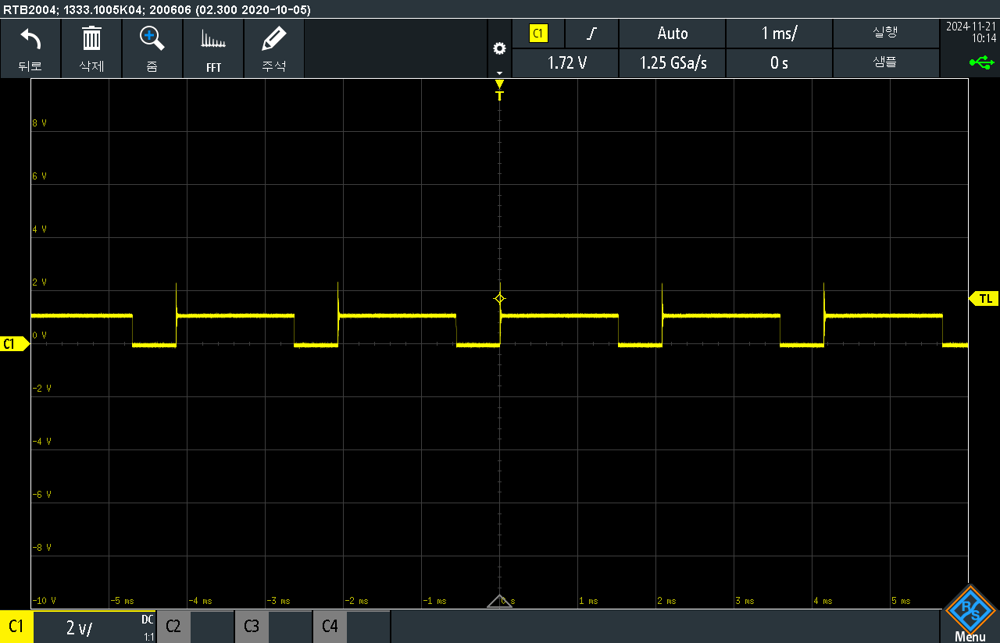 RTB2004; 1333.1005K04; 200606 (02.300 2020-10-05)
뒤로
삭제
줌
FFT
주석
C1
Auto
1 ms/
실행
1.72 V
1.25 GSa/s
0 s
샘플
2024-11-21
10:14
T
8 V
6 V
4 V
2 V
TL
0 V
C1
-2 V
-4 V
-6 V
-8 V
-10 V
-5 ms
-4 ms
-3 ms
-2 ms
-1 ms
0 s
1 ms
2 ms
3 ms
4 ms
5 ms
C1
2 V/
DC
1:1
C2
C3
C4
R
S
Menu